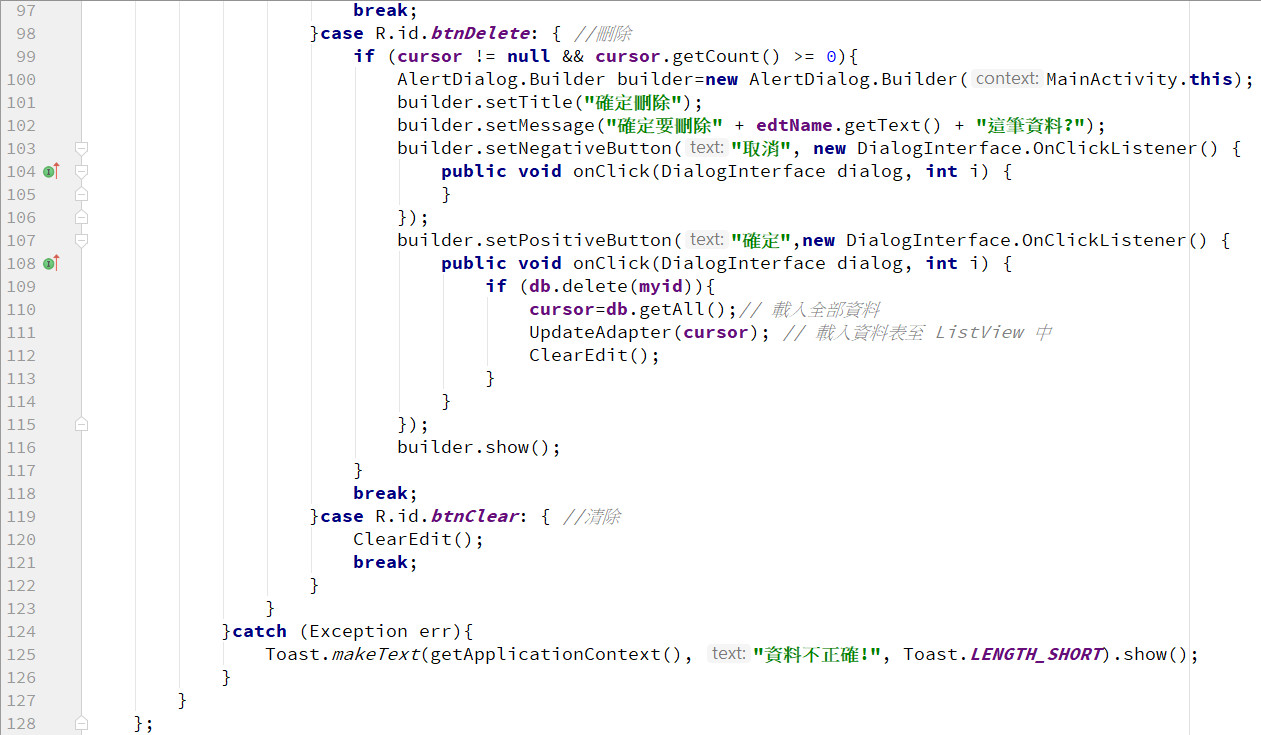 97 break;
98 }case R.id.btnDelete: { //刪除
99 if (cursor != null && cursor.getCount() >= 0){
100 AlertDialog.Builder builder=new AlertDialog.Builder( context: MainActivity.this);
101 builder.setTitle("確定刪除");
102 builder.setMessage("確定要刪除" + edtName.getText() + "這筆資料?");
103 builder.setNegativeButton( text: "取消", new DialogInterface.OnClickListener() {
104 public void onClick(DialogInterface dialog, int i) {
105 }
106 });
107 builder.setPositiveButton( text: "確定",new DialogInterface.OnClickListener() {
108 public void onClick(DialogInterface dialog, int i) {
109 if (db.delete(myid)){
110 cursor=db.getAll();// 載入全部資料
111 UpdateAdapter(cursor); // 載入資料表至 ListView 中
112 ClearEdit();
113 }
114 }
115 });
116 builder.show();
117 }
118 break;
119 }case R.id.btnClear: { //清除
120 ClearEdit();
121 break;
122 }
123 }
124 }catch (Exception err){
125 Toast.makeText(getApplicationContext(), text: "資料不正確!", Toast.LENGTH_SHORT).show();
126 }
127 }
128 };